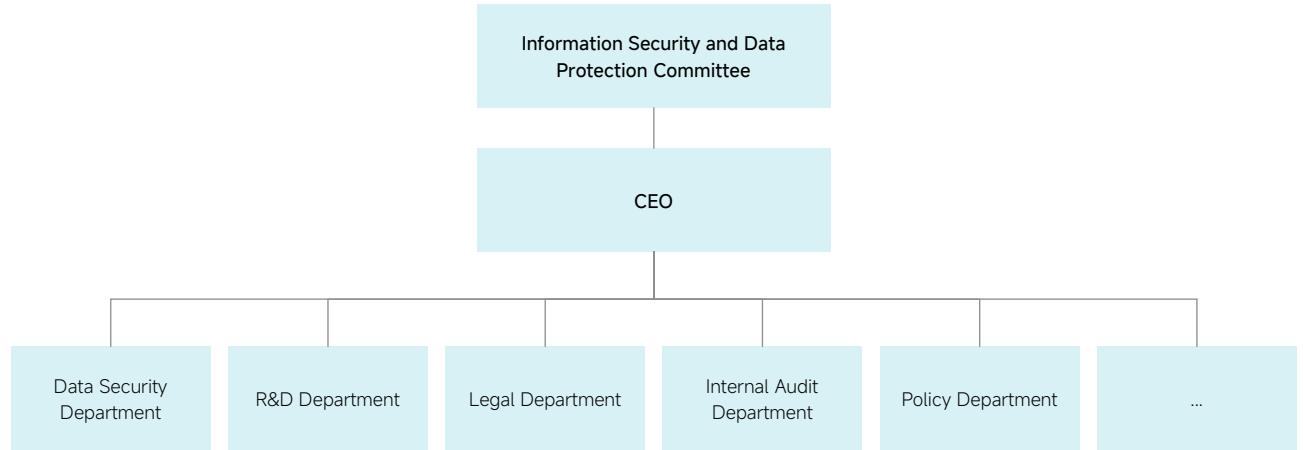 Information Security and Data
Protection Committee
CEO
Data Security
Department
R&D Department
Legal Department
Internal Audit
Department
Policy Department
...